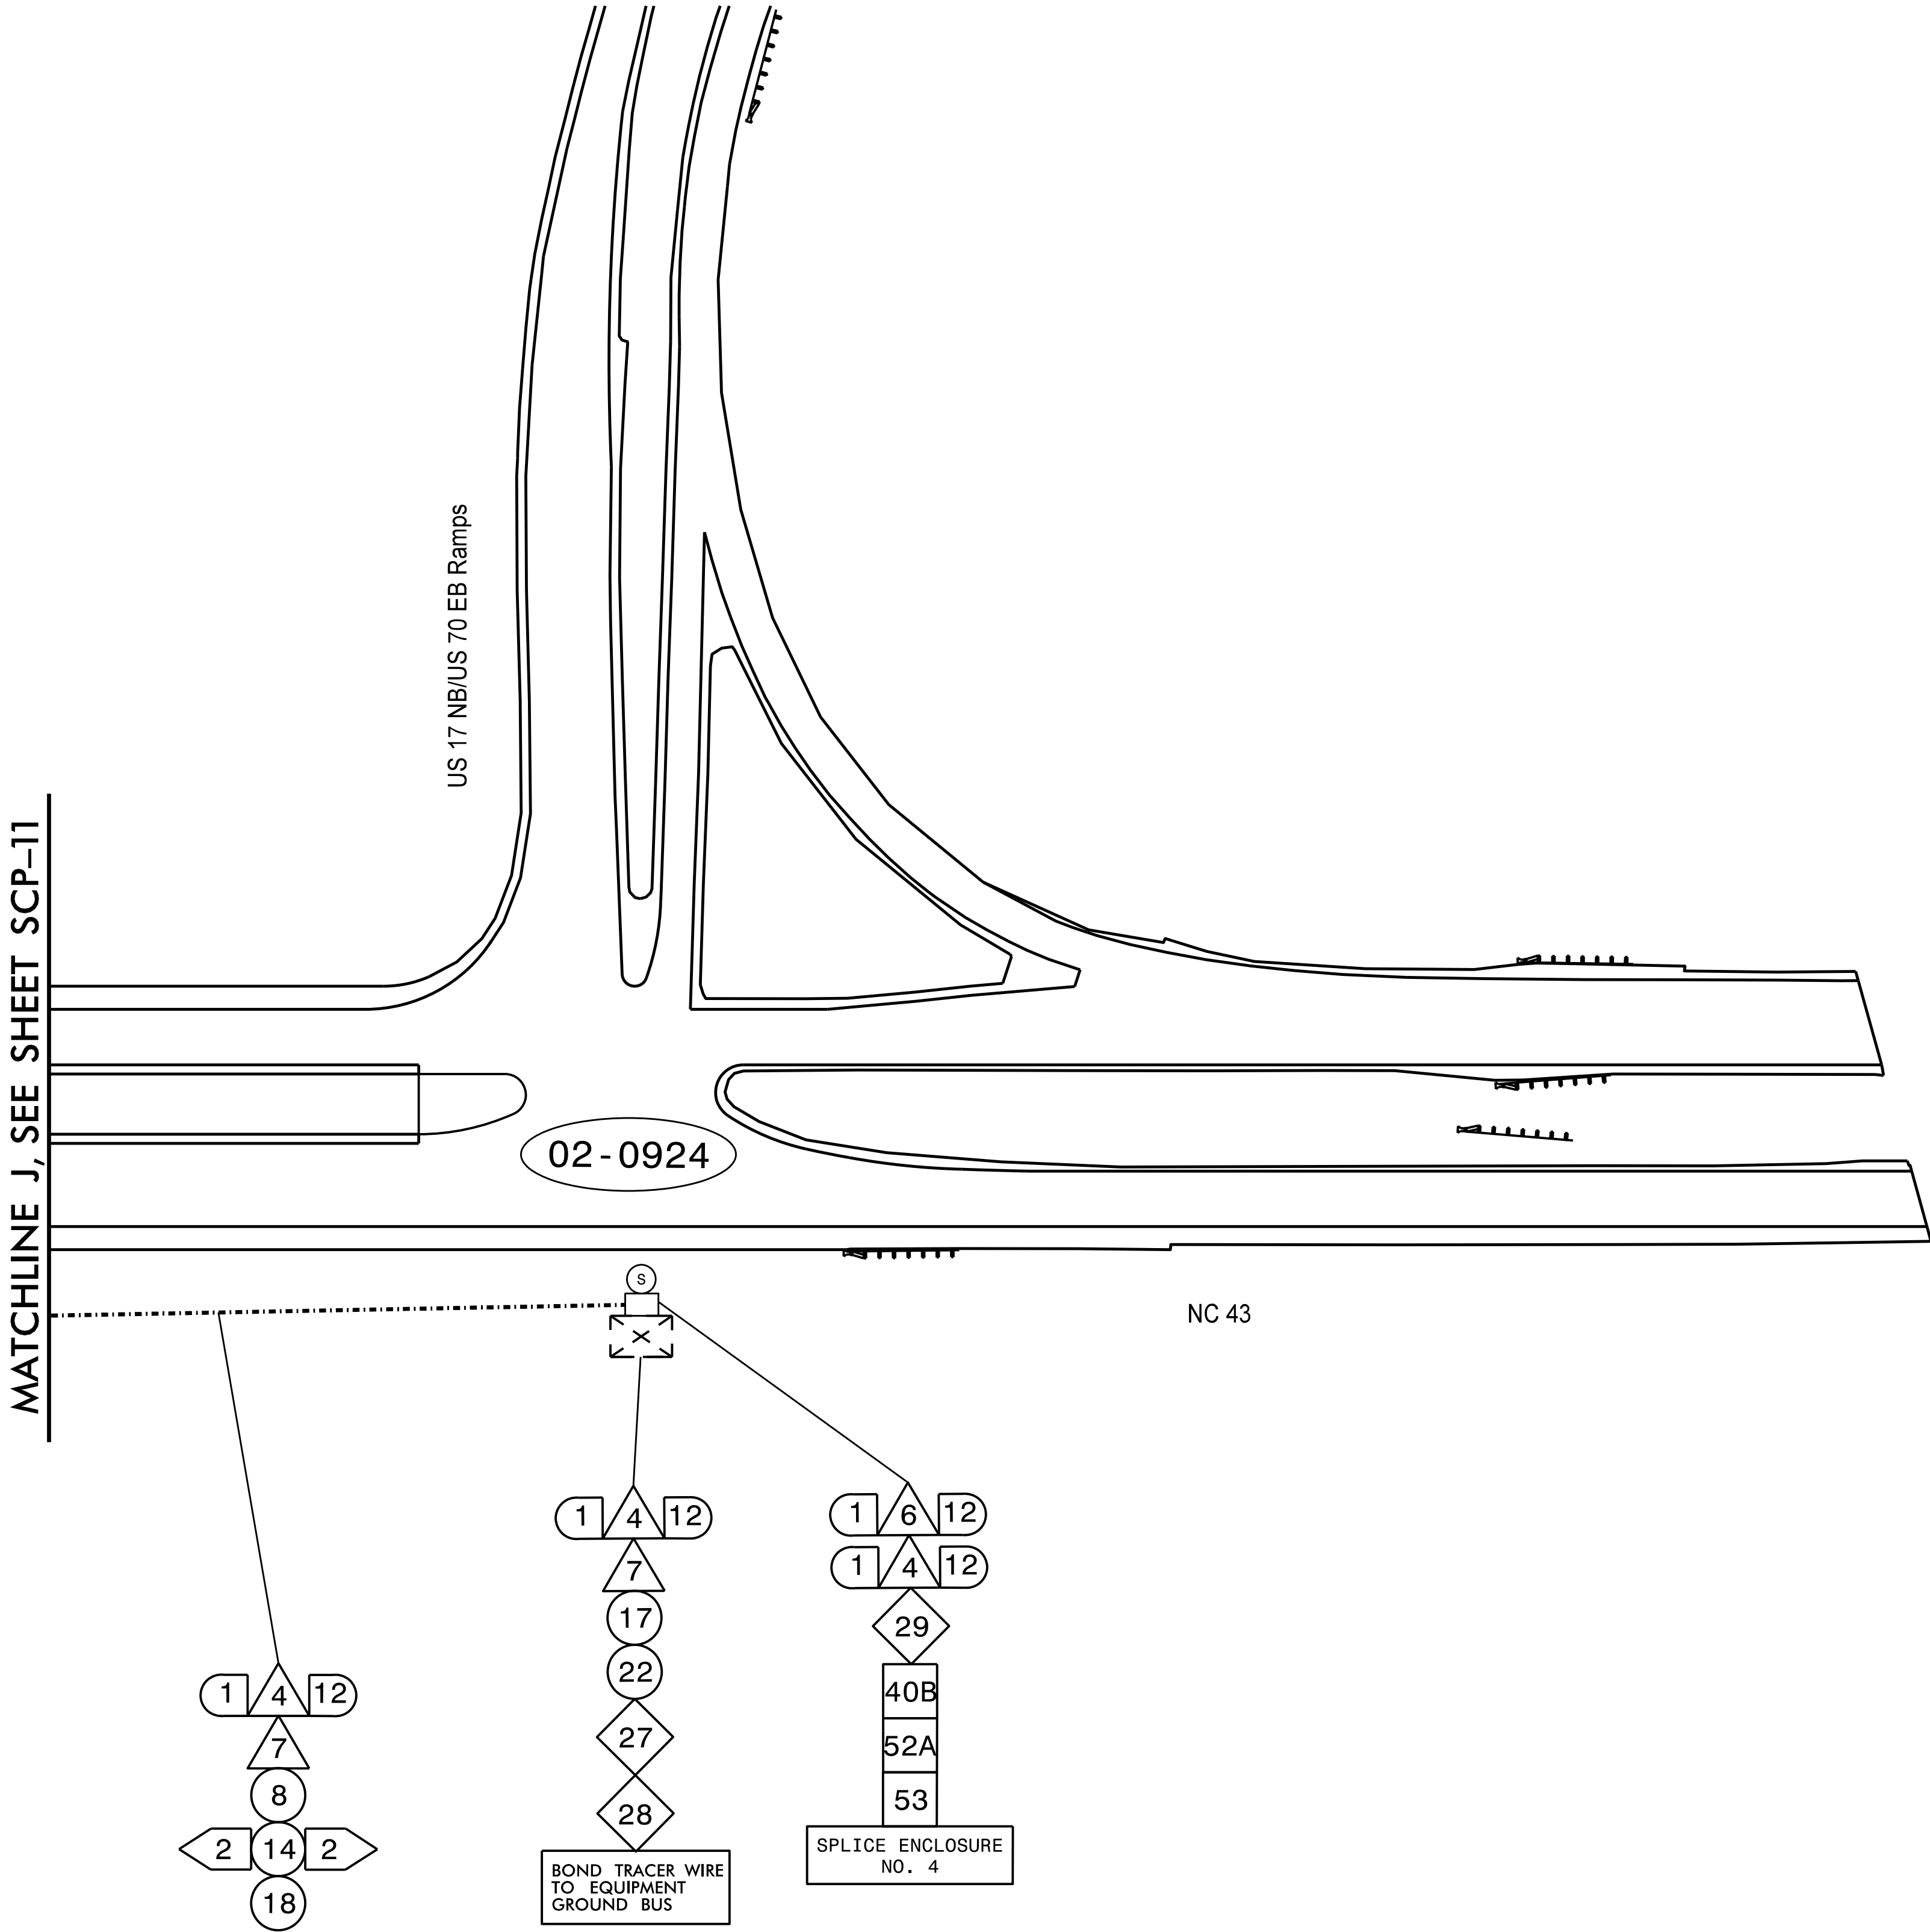 US 17 NB/US 70 EB Ramps
MATCHLINE J, SEE SHEET SCP-11
02-0924
S
NC 43
1 4 12
7
8
2 14 2
18
1 4 12
7
17
22
27
28
BOND TRACER WIRE
TO EQUIPMENT
GROUND BUS
1 6 12
1 4 12
29
40B
52A
53
SPLICE ENCLOSURE
NO. 4